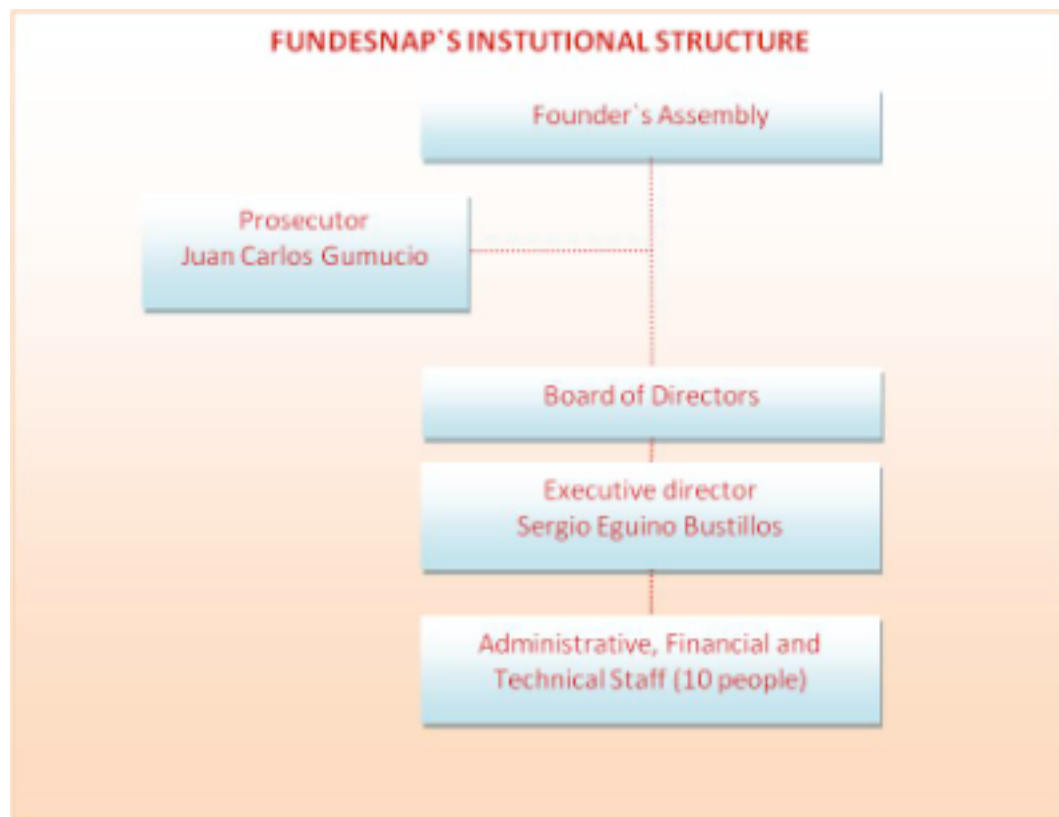 FUNDESNAP`S INSTUTIONAL STRUCTURE
Founder`s Assembly
Prosecutor
Juan Carlos Gumucio
Board of Directors
Executive director
Sergio Eguino Bustillos
Administrative, Financial and
Technical Staff (10 people)